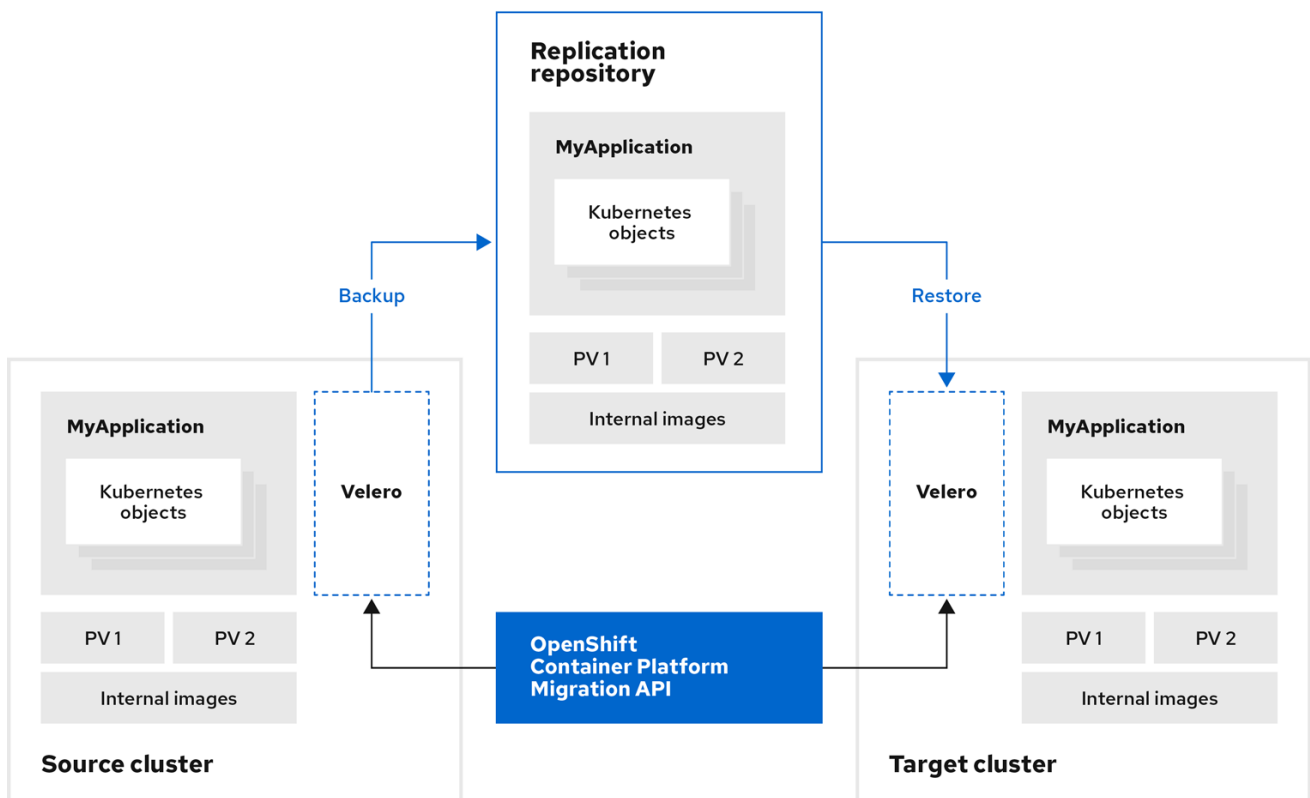 Replication
repository
MyApplication
Kubernetes
objects
Backup
Restore
PV 1
PV 2
Internal images
MyApplication
Kubernetes
objects
Velero
PV 1
PV 2
Internal images
Source cluster
OpenShift
Container Platform
Migration API
Velero
MyApplication
Kubernetes
objects
PV 1
PV 2
Internal images
Target cluster